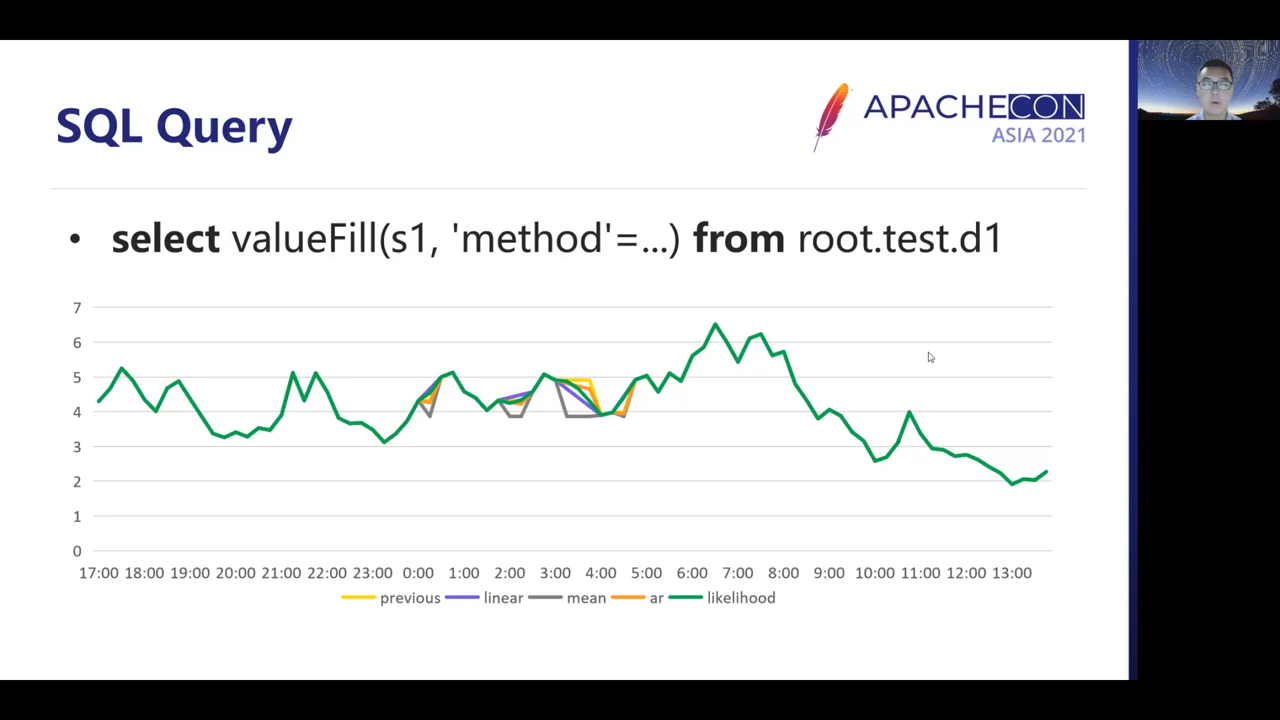 SQL Query
APACHECON
ASIA 2021
• select valueFill(s1, 'method'=...) from root.test.d1
7
6
5
4
3
2
1
0
17:00 18:00 19:00 20:00 21:00 22:00 23:00 0:00 1:00 2:00 3:00 4:00 5:00 6:00 7:00 8:00 9:00 10:00 11:00 12:00 13:00
previous linear mean ar likelihood